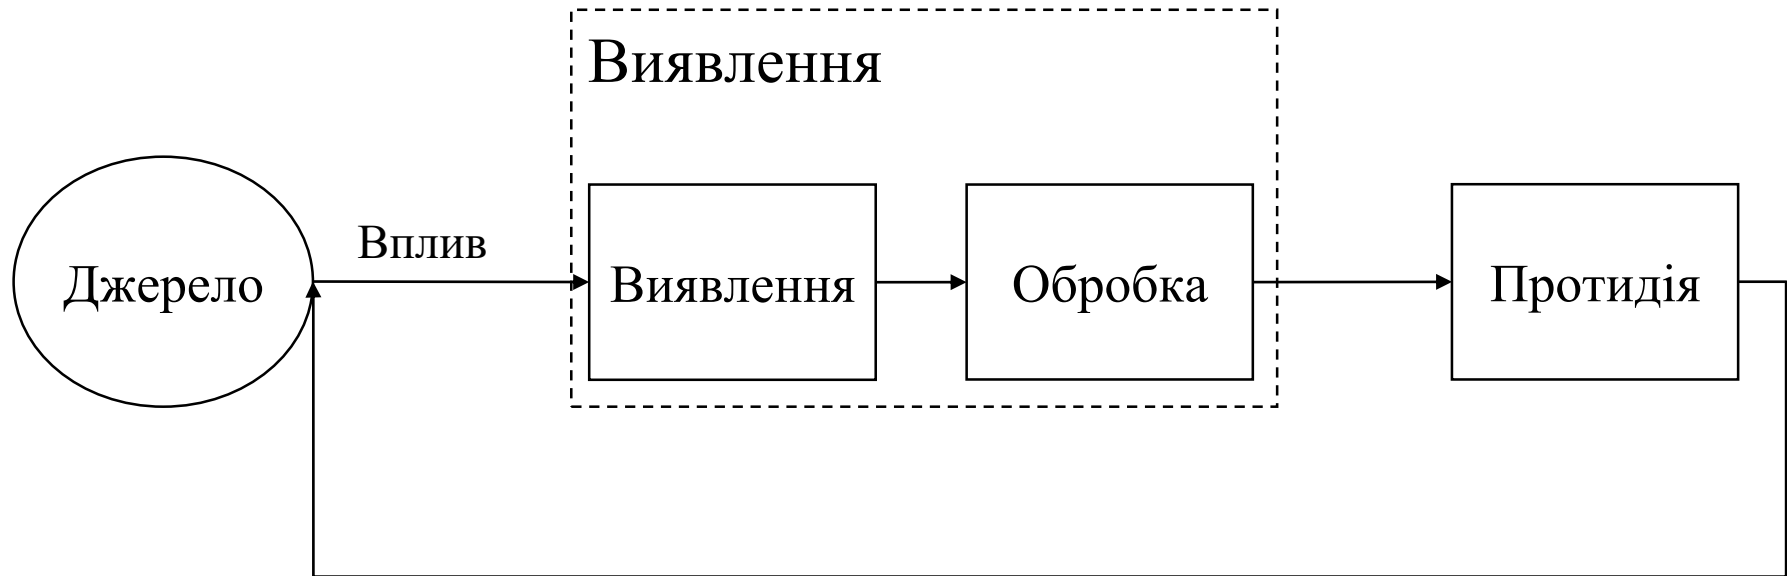 Виявлення
Джерело
Вплив
Виявлення
Обробка
Протидія